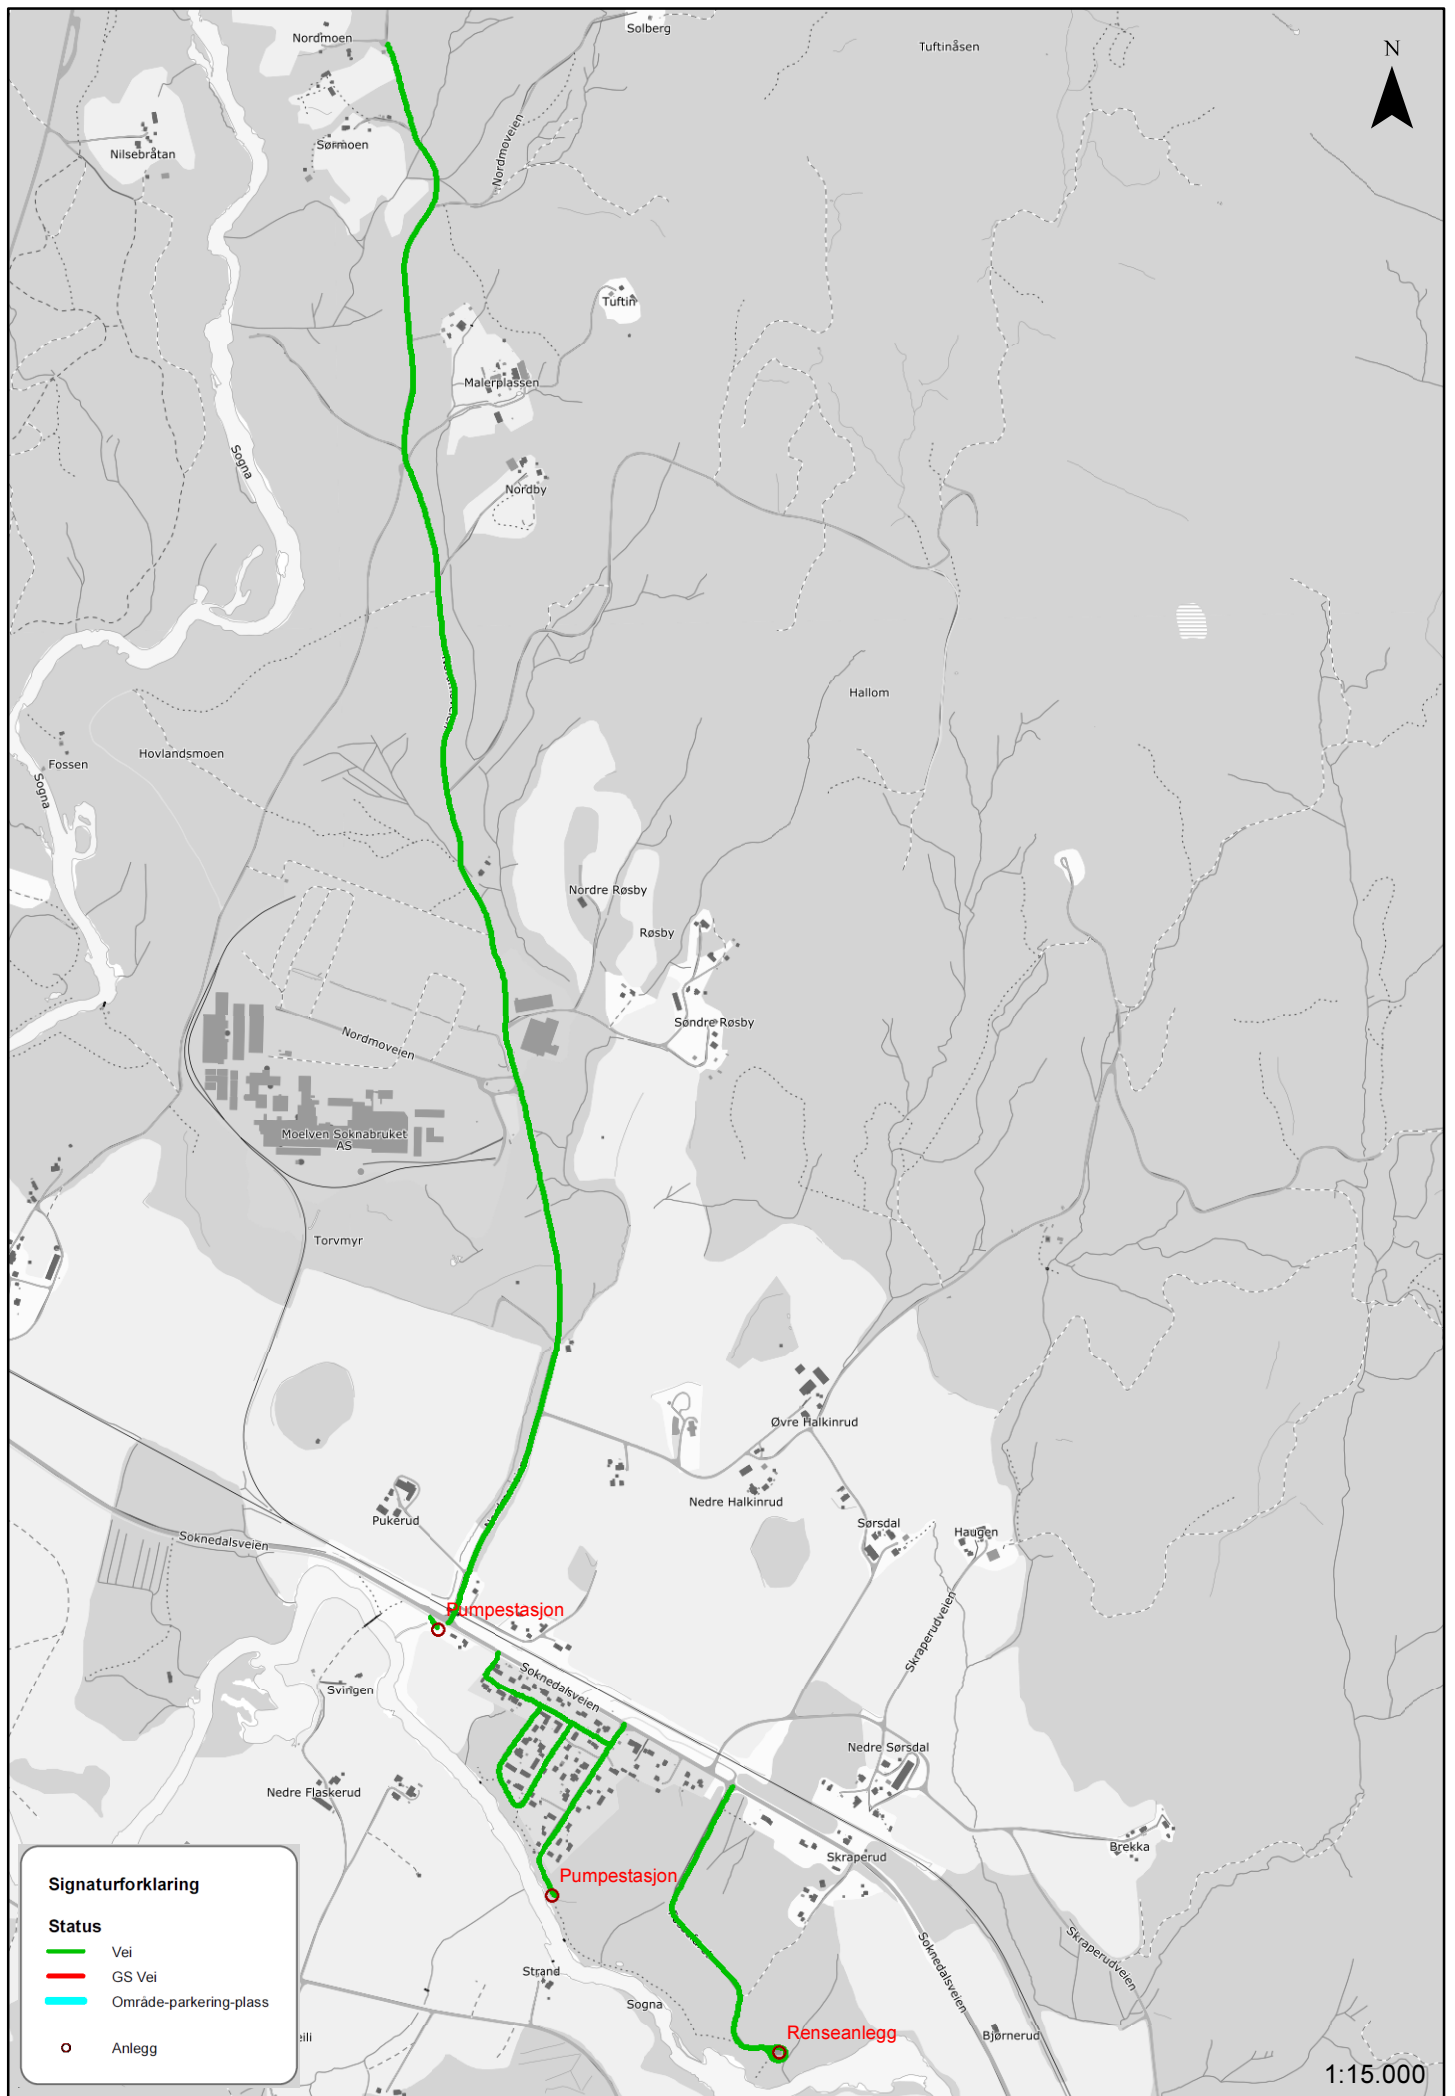 Nordmoen
Solberg
Tuftinåsen
N
Nilsebråtan
Sørmoen
Nordmoveien
Tuftin
Malerplassen
Sogna
Nordby
Hallom
Hovlandsmoen
Fossen
Sogna
Nordre Røsby
Røsby
Søndre Røsby
Nordmoveien
Moelven Soknabruket
AS
Torvmyr
Øvre Halkinrud
Nedre Halkinrud
Pukerud
Sørsdal
Haugen
Soknedalsveien
Skraperudveien
Pumpestasjon
Svingen
Soknedalsveien
Nedre Sørsdal
Nedre Flaskerud
Brekka
Skraperud
Pumpestasjon
Soknedalsveien
Skraperudveien
Strand
Sogna
Bjørnerud
Renseanlegg
Signaturforklaring
Status
Vei
GS Vei
Område-parkering-plass
Anlegg
1:15.000